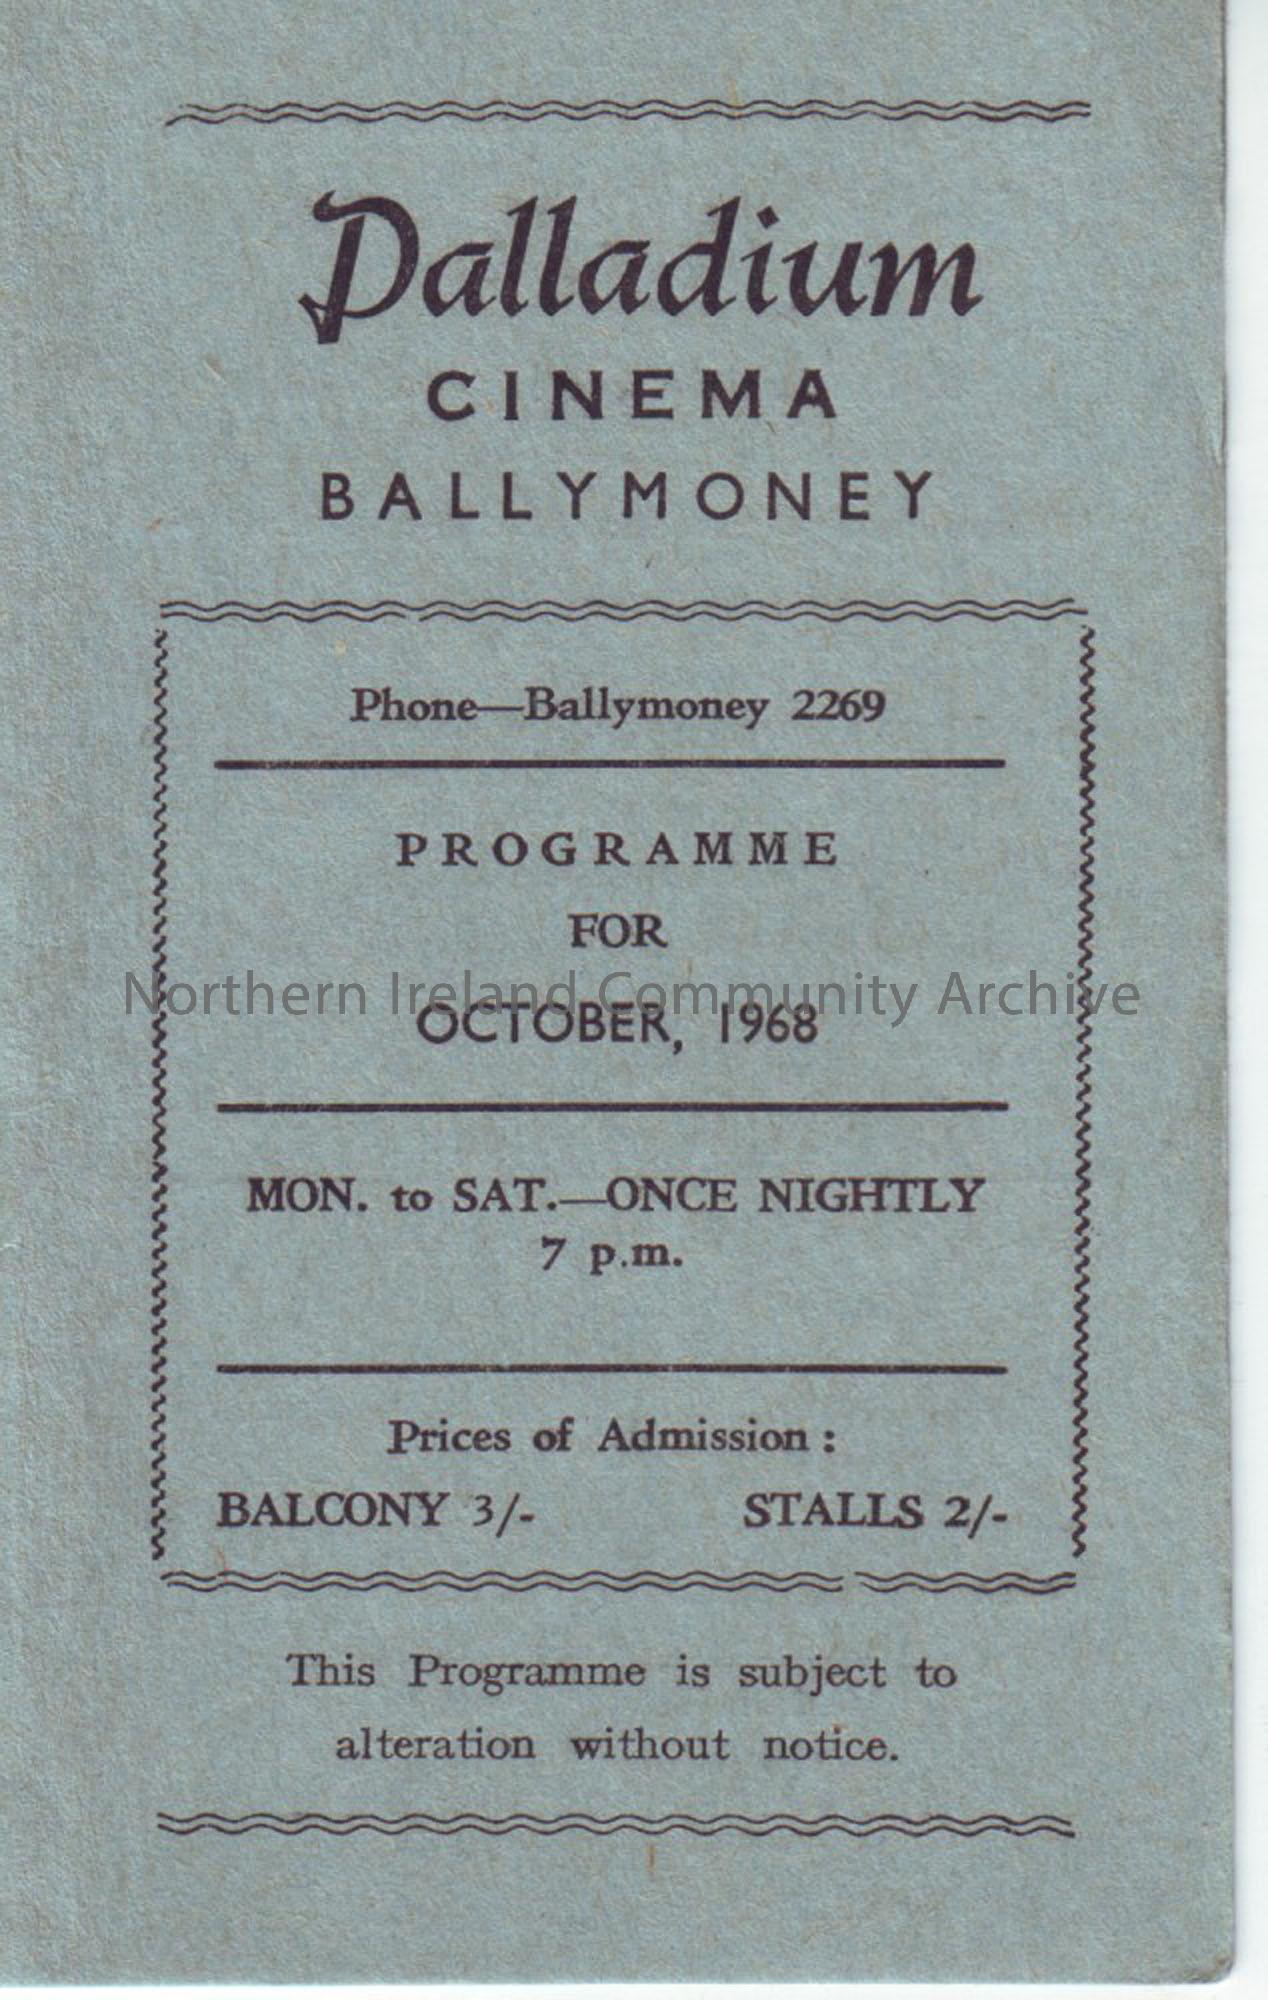 Palladium
CINEMA
BALLYMONEY
Phone—Ballymoney 2269
PROGRAMME
FOR
Northern Ireland Community Archive
OCTOBER, 1968
MON. to SAT.—ONCE NIGHTLY
7 p.m.
Prices of Admission :
BALCONY 3/- STALLS 2/-
This Programme is subject to
alteration without notice.